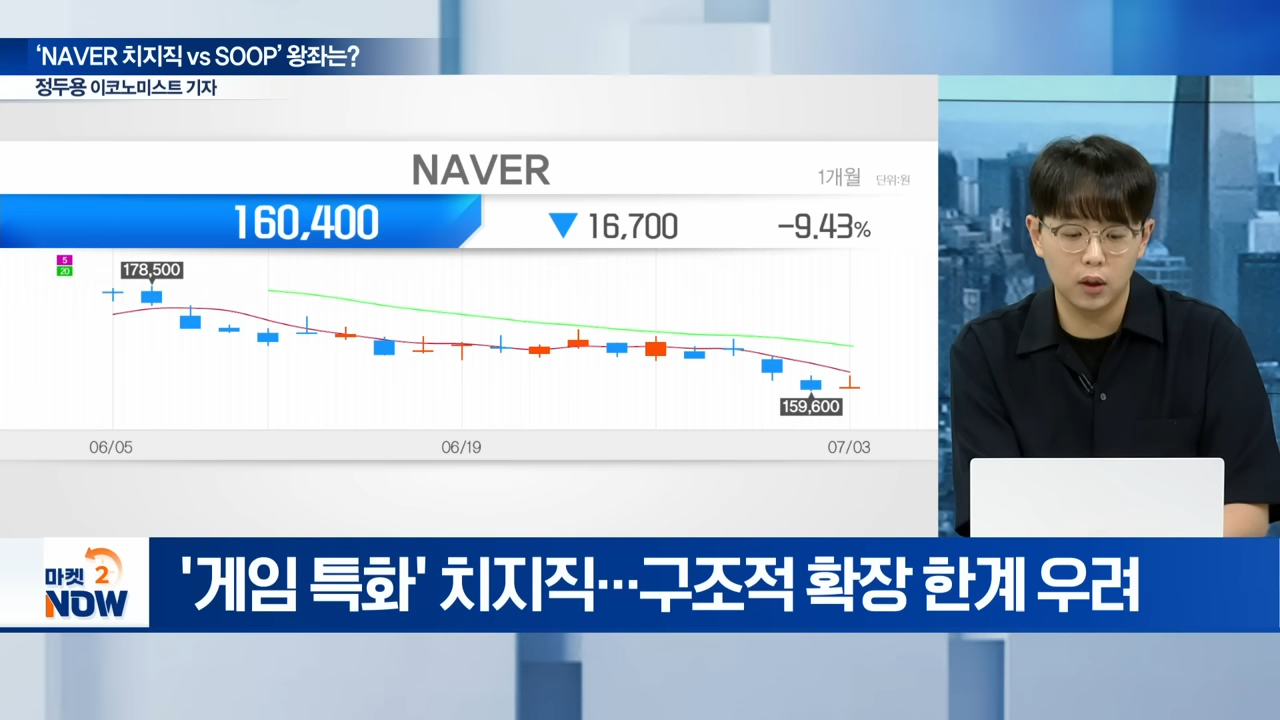 ‘NAVER 치지직 vs SOOP’ 왕좌는?
정두용 이코노미스트 기자
NAVER
1개월 단위:원
160,400 ▼ 16,700 -9.43%
5
20
178,500
159,600
06/05 06/19 07/03
마켓 2
NOW
'게임 특화' 치지직…구조적 확장 한계 우려